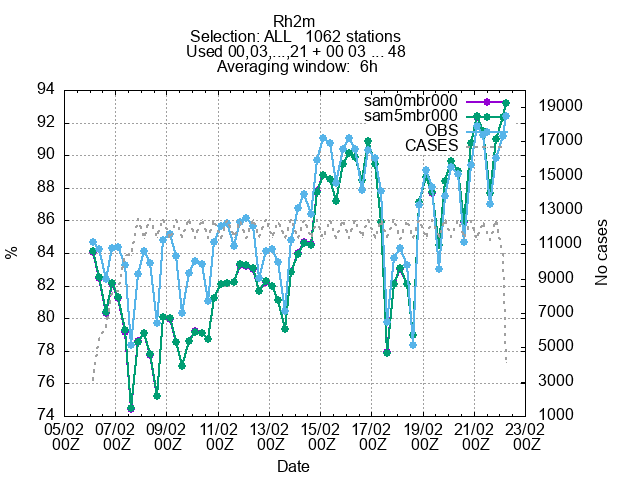 Rh2m
Selection: ALL   1062 stations
Used 00,03,...,21 + 00 03 ... 48
Averaging window:  6h
sam0mbr000
sam5mbr000
OBS
CASES
94
92
90
88
86
84
82
80
78
76
74
%
19000
17000
15000
13000
11000
9000
7000
5000
3000
1000
No cases
05/02 07/02 09/02 11/02 13/02 15/02 17/02 19/02 21/02 23/02
00Z 00Z 00Z 00Z 00Z 00Z 00Z 00Z 00Z 00Z
Date